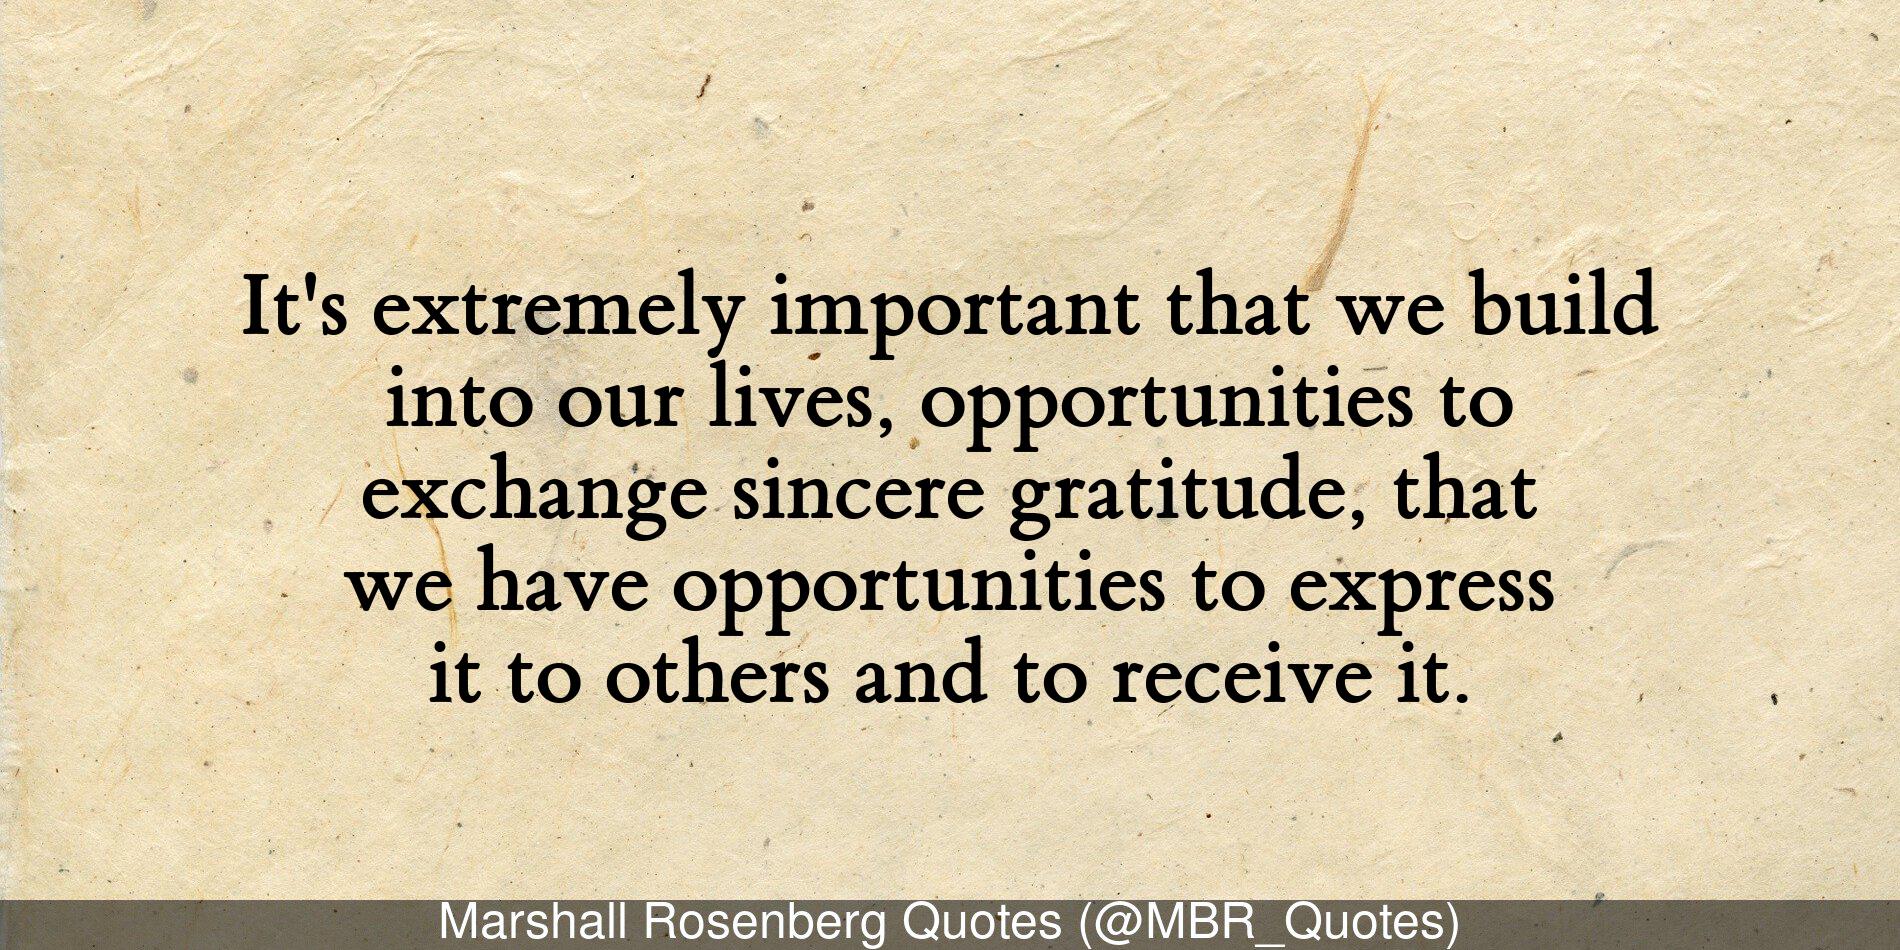 It's extremely important that we build
into our lives, opportunities to
exchange sincere gratitude, that
we have opportunities to express
it to others and to receive it.
Marshall Rosenberg Quotes (@MBR_Quotes)